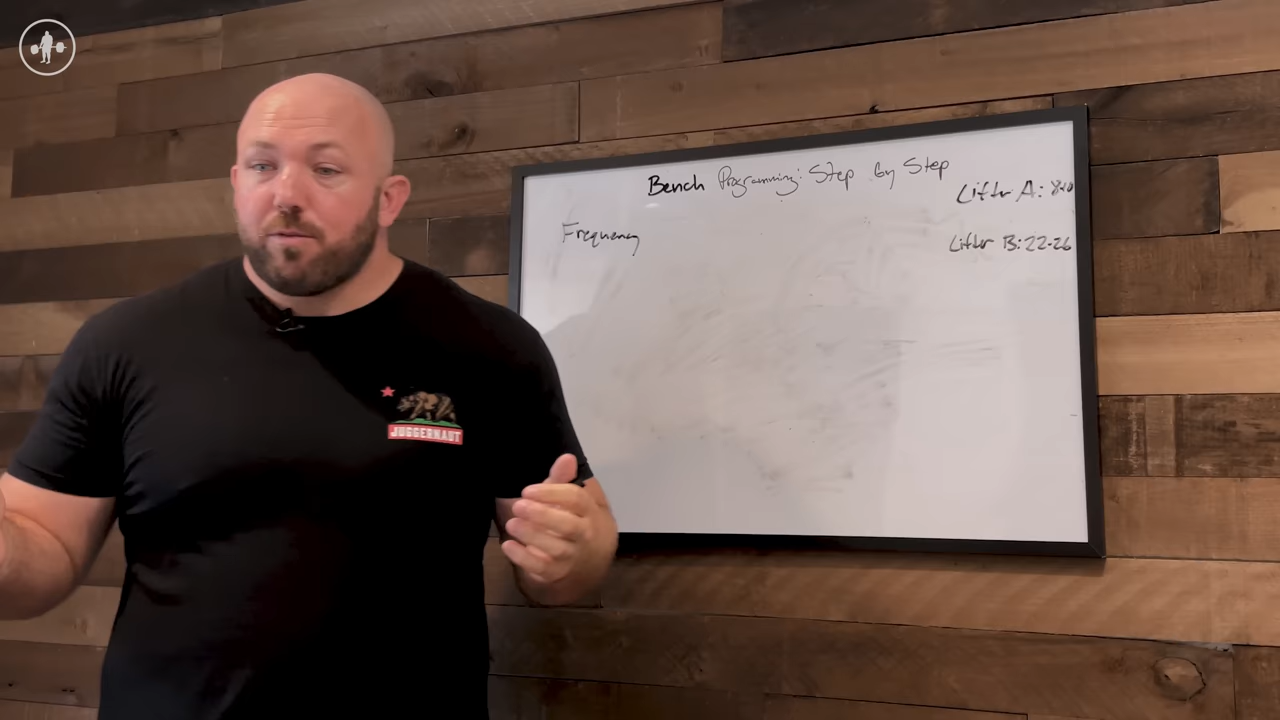 Bench Programming: Step by Step
Lifter A: 8-10
Frequency
Lifter B: 22-26
JUGGERNAUT